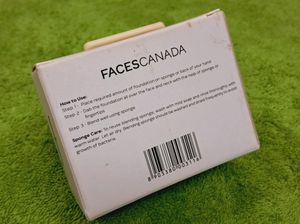 FACESCANADA
How to Use:
Step 1 - Place required amount of foundation on sponge or back of your hand
Step 2 - Dab the foundation all over the face and neck with the help of sponge or
fingertips
Step 3 - Blend well using sponge
Sponge Care: To reuse blending sponge, wash with mild soap and rinse thoroughly with
warm water. Let air dry. Blending sponge should be washed and dried frequently to avoid
growth of bacteria.